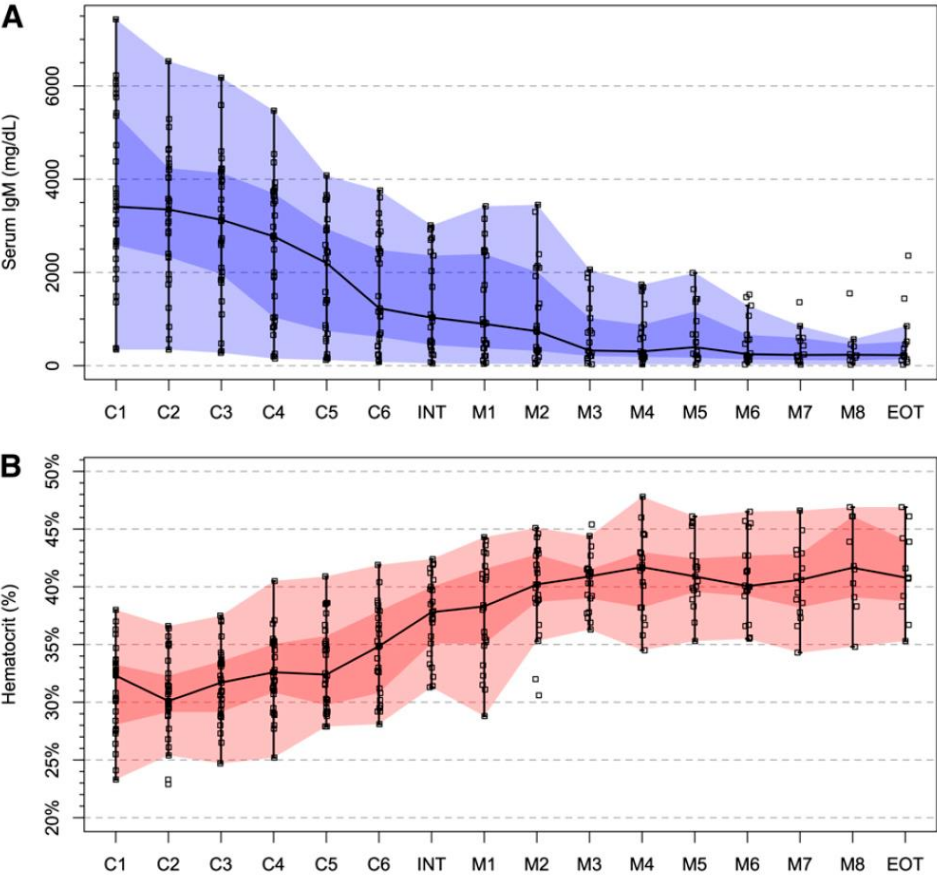 A
Serum IgM (mg/dL)
6000
4000
2000
0
C1 C2 C3 C4 C5 C6 INT M1 M2 M3 M4 M5 M6 M7 M8 EOT
B
Hematocrit (%)
50%
45%
40%
35%
30%
25%
20%
C1 C2 C3 C4 C5 C6 INT M1 M2 M3 M4 M5 M6 M7 M8 EOT